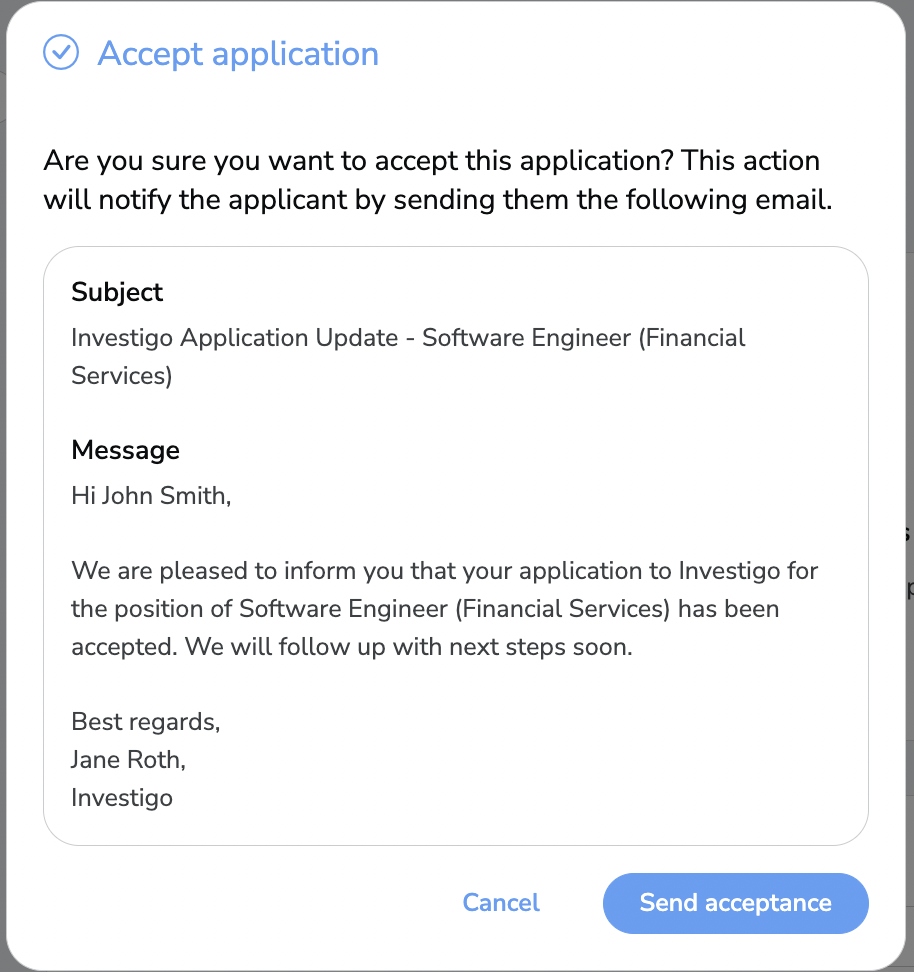 Accept application
Are you sure you want to accept this application? This action
will notify the applicant by sending them the following email.
Subject
Investigo Application Update - Software Engineer (Financial
Services)
Message
Hi John Smith,
We are pleased to inform you that your application to Investigo for
the position of Software Engineer (Financial Services) has been
accepted. We will follow up with next steps soon.
Best regards,
Jane Roth,
Investigo
Cancel
Send acceptance